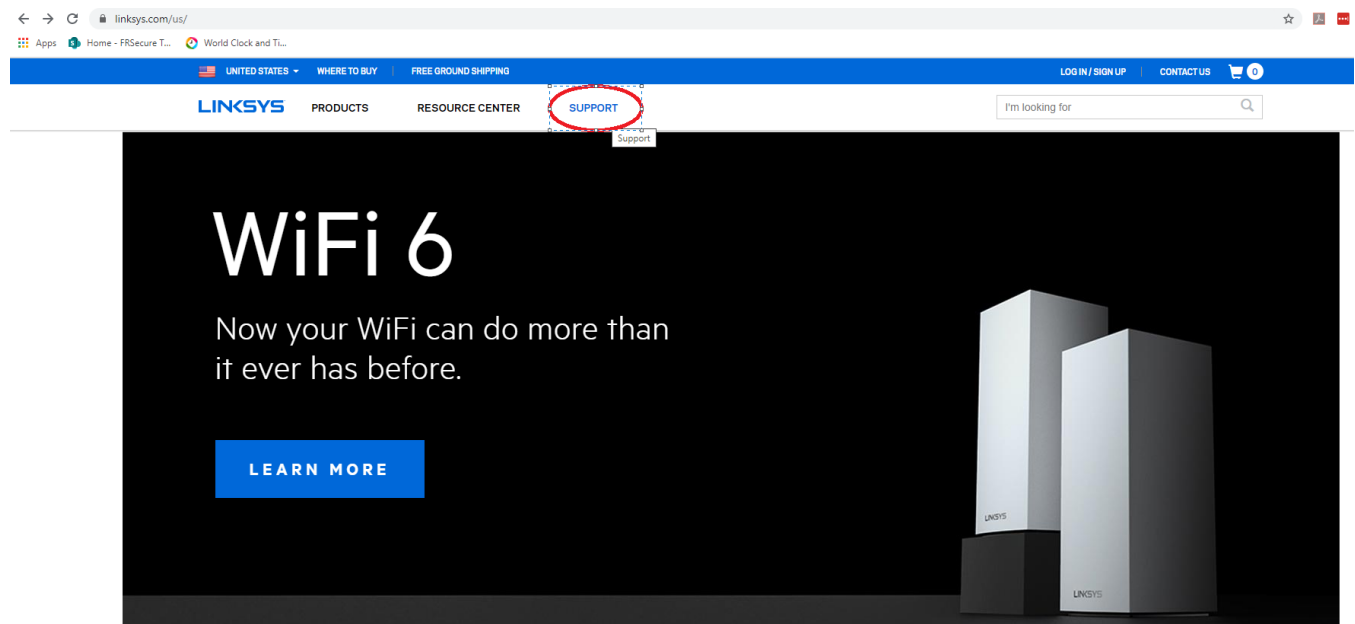 linksys.com/us/
Apps Home - FRSecure T... World Clock and Ti...
UNITED STATES WHERE TO BUY FREE GROUND SHIPPING LOG IN / SIGN UP CONTACT US 0
LINKSYS PRODUCTS RESOURCE CENTER SUPPORT I'm looking for
Support
WiFi 6
Now your WiFi can do more than
it ever has before.
LEARN MORE
LINKSYS
LINKSYS